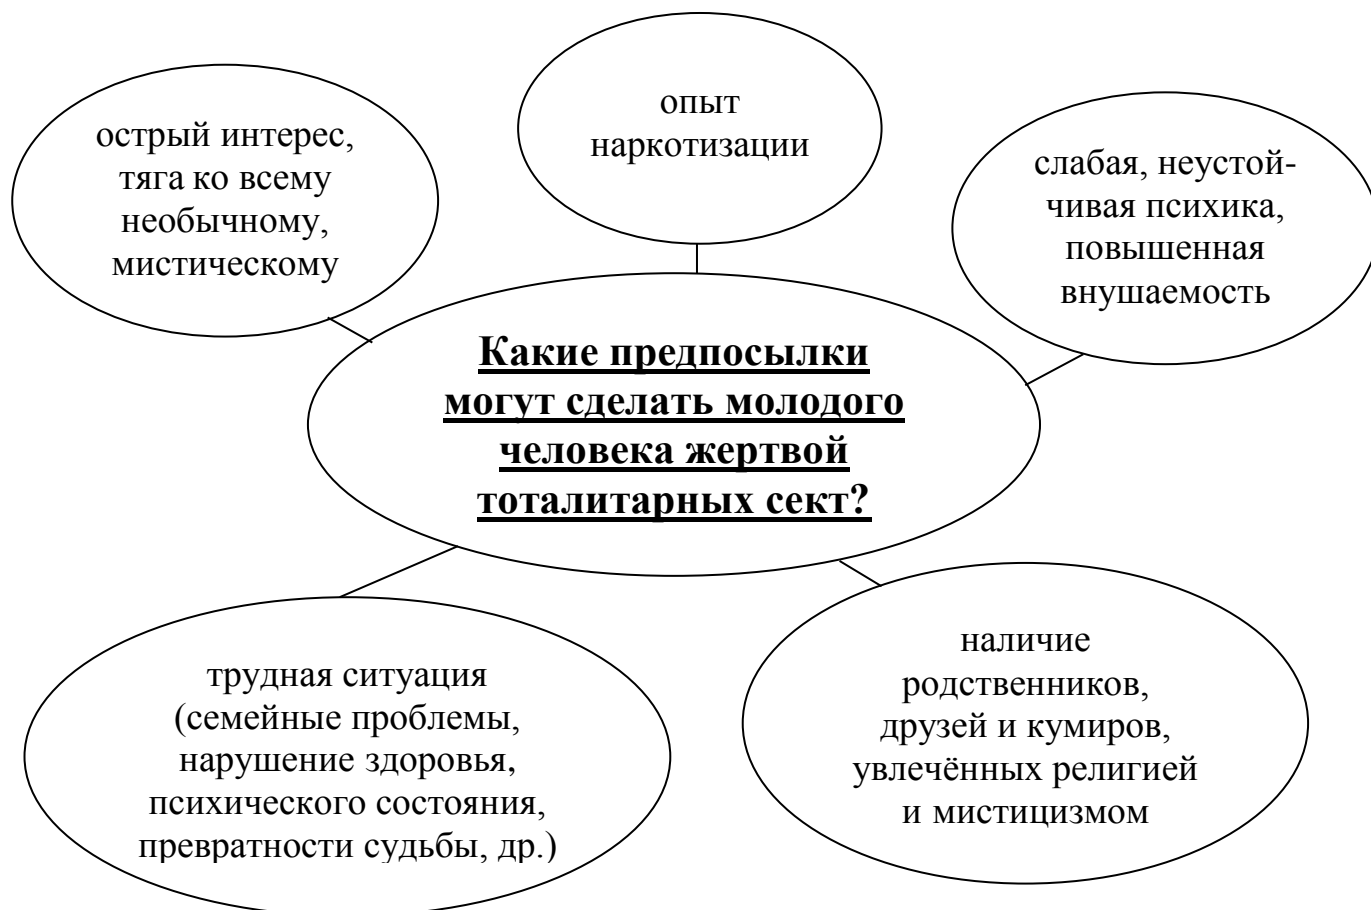 опыт
наркотизации
острый интерес,
тяга ко всему
необычному,
мистическому
слабая, неустой-
чивая психика,
повышенная
внушаемость
Какие предпосылки
могут сделать молодого
человека жертвой
тоталитарных сект?
трудная ситуация
(семейные проблемы,
нарушение здоровья,
психического состояния,
превратности судьбы, др.)
наличие
родственников,
друзей и кумиров,
увлечённых религией
и мистицизмом